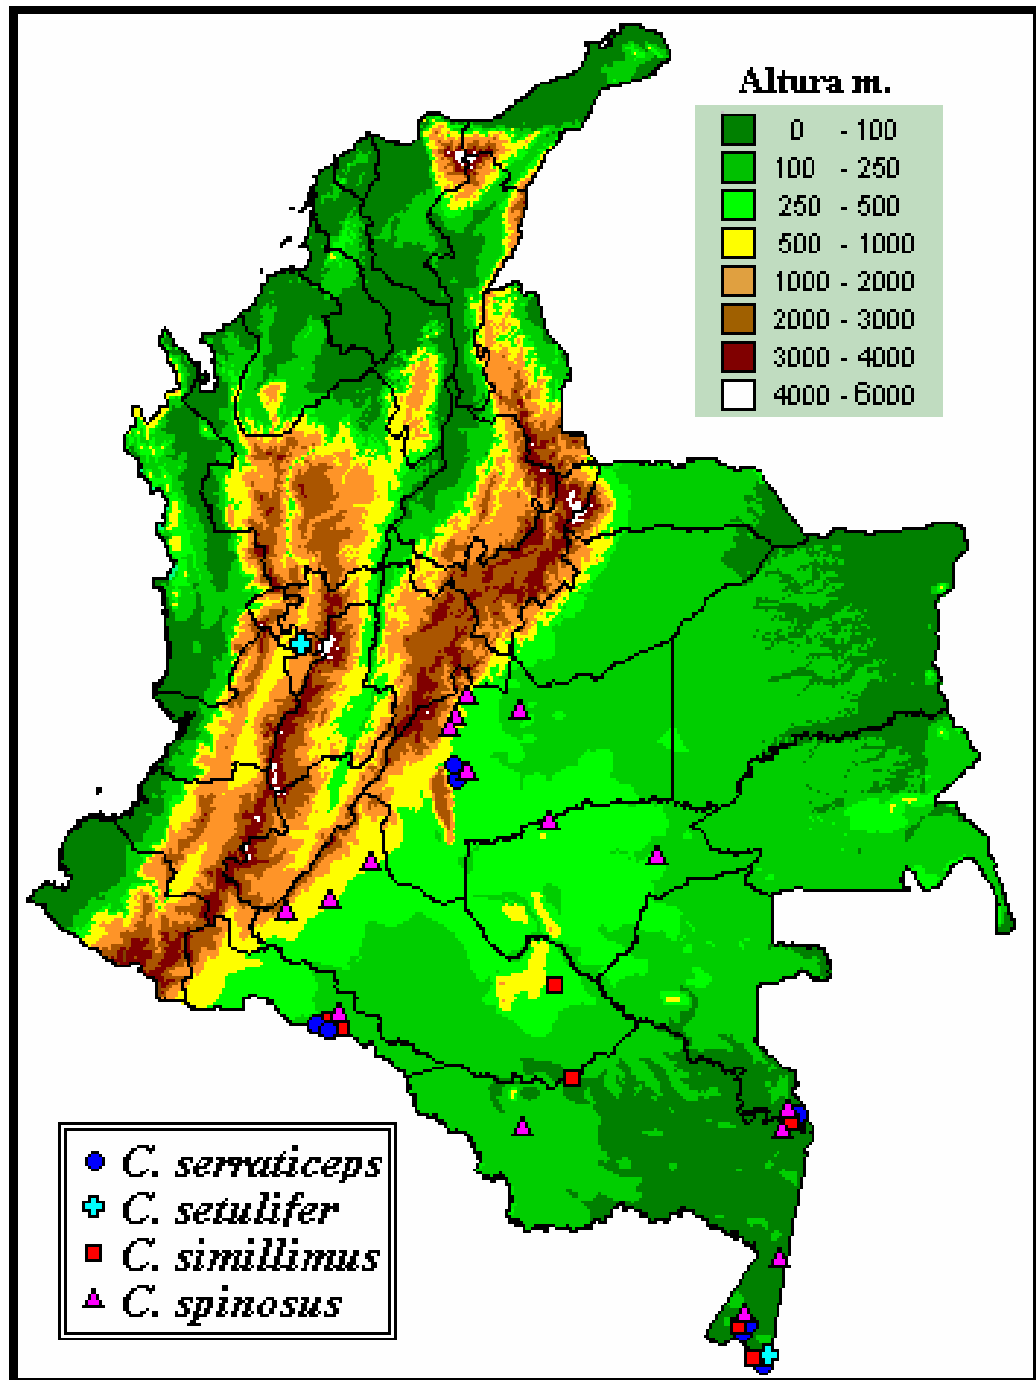 Altura m.
0 - 100
100 - 250
250 - 500
500 - 1000
1000 - 2000
2000 - 3000
3000 - 4000
4000 - 6000
C. serraticeps
C. setulifer
C. simillimus
C. spinosus